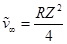 ṽ∞ = RZ²/4